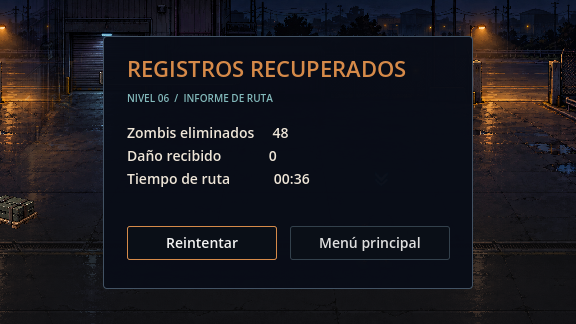 REGISTROS RECUPERADOS
NIVEL 06 / INFORME DE RUTA
Zombis eliminados 48
Daño recibido 0
Tiempo de ruta 00:36
Reintentar Menú principal